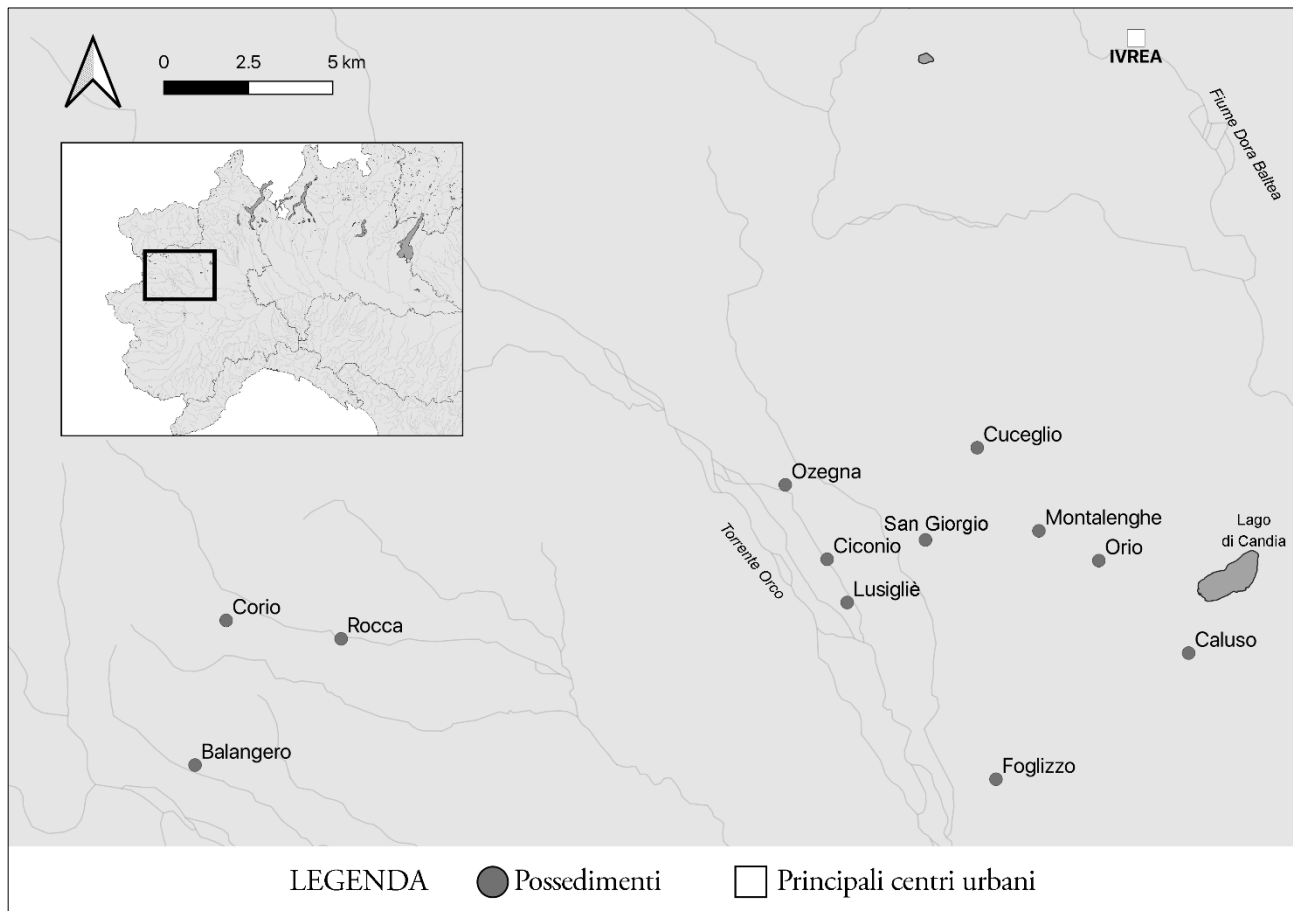 0 2.5 5 km
IVREA
Fiume Dora Baltea
Cuceglio
Ozegna
San Giorgio
Montalenghe
Lago
di Candia
Ciconio
Orio
Torrente Orco
Lusigliè
Corio
Rocca
Caluso
Balangero
Foglizzo
LEGENDA Possedimenti Principali centri urbani